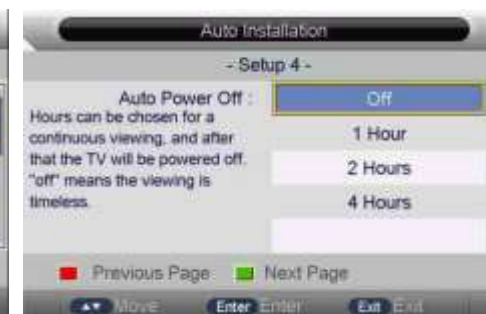 Auto Installation
- Setup 4 -
Auto Power Off :
Hours can be chosen for a
continuous viewing, and after
that the TV will be powered off.
"off" means the viewing is
timeless.
Off
1 Hour
2 Hours
4 Hours
Previous Page Next Page
Move Enter Enter Exit Exit